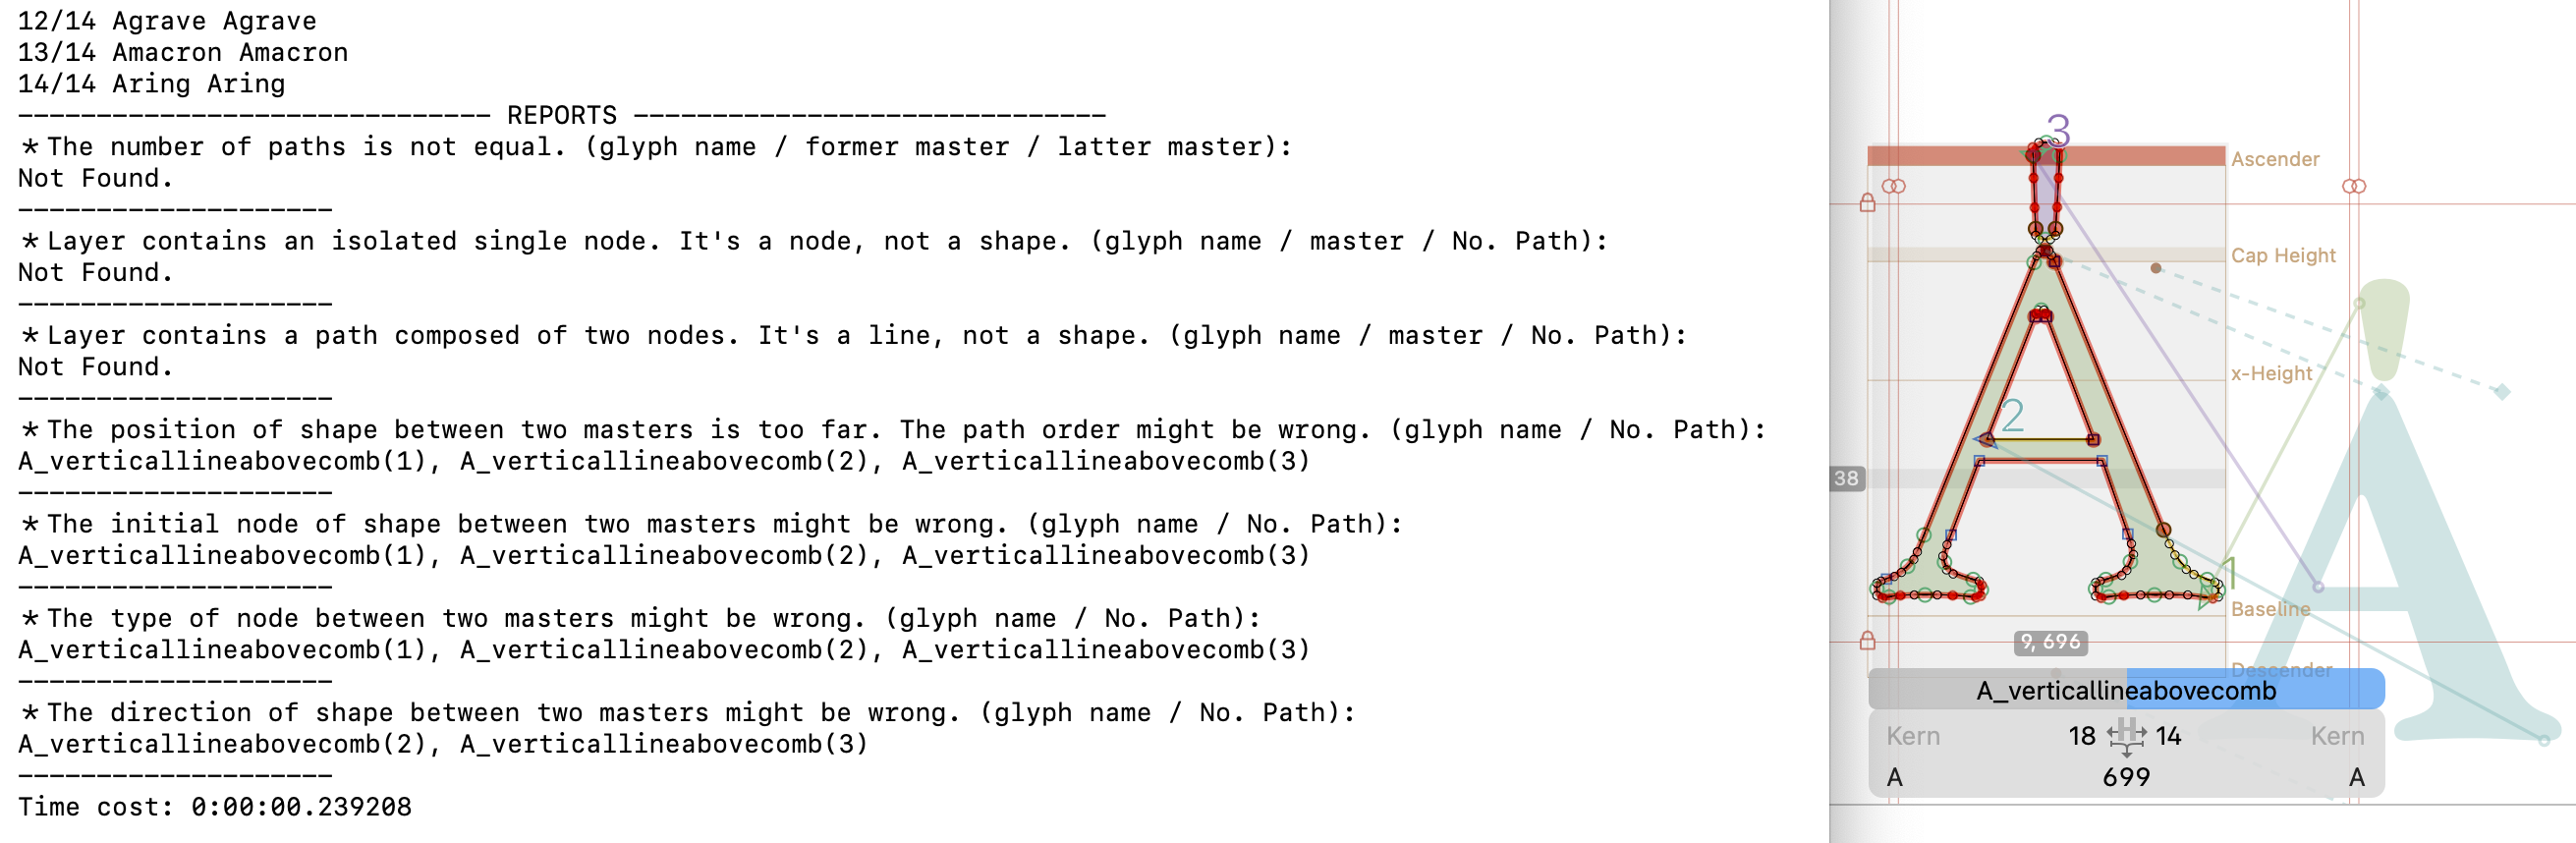 12/14 Agrave Agrave
13/14 Amacron Amacron
14/14 Aring Aring
------------------------------ REPORTS ------------------------------
* The number of paths is not equal. (glyph name / former master / latter master):
Not Found.
--------------------
* Layer contains an isolated single node. It's a node, not a shape. (glyph name / master / No. Path):
Not Found.
--------------------
* Layer contains a path composed of two nodes. It's a line, not a shape. (glyph name / master / No. Path):
Not Found.
--------------------
* The position of shape between two masters is too far. The path order might be wrong. (glyph name / No. Path):
A_verticallineabovecomb(1), A_verticallineabovecomb(2), A_verticallineabovecomb(3)
--------------------
* The initial node of shape between two masters might be wrong. (glyph name / No. Path):
A_verticallineabovecomb(1), A_verticallineabovecomb(2), A_verticallineabovecomb(3)
--------------------
* The type of node between two masters might be wrong. (glyph name / No. Path):
A_verticallineabovecomb(1), A_verticallineabovecomb(2), A_verticallineabovecomb(3)
--------------------
* The direction of shape between two masters might be wrong. (glyph name / No. Path):
A_verticallineabovecomb(2), A_verticallineabovecomb(3)
--------------------
Time cost: 0:00:00.239208
3
Ascender
Cap Height
x-Height
2
38
1
Baseline
9, 696
Descender
A_verticallineabovecomb
Kern 18 H 14 Kern
A 699 A